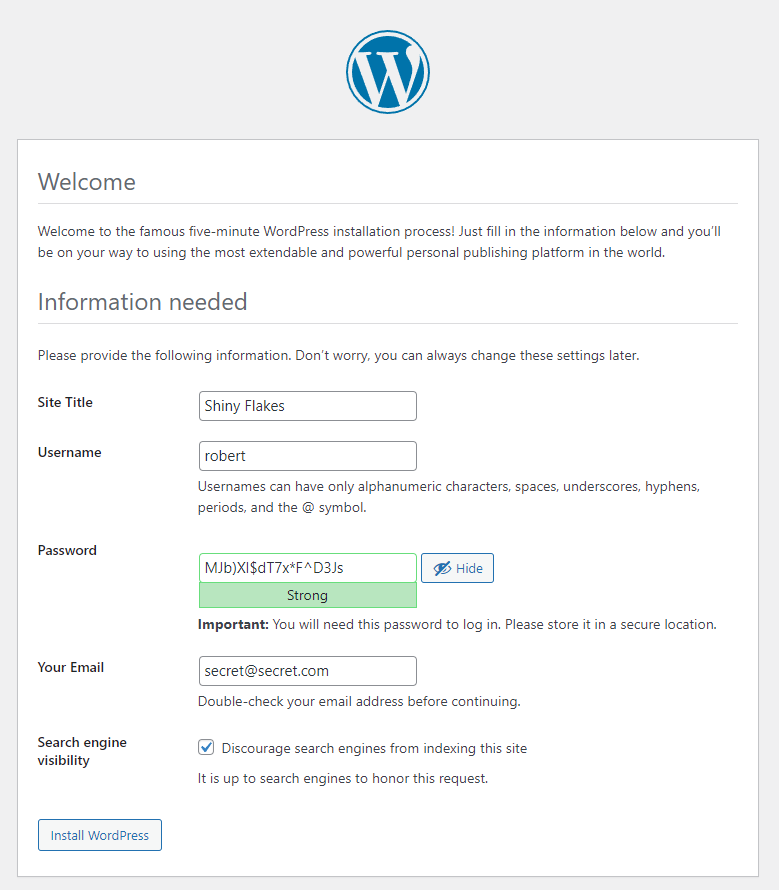 Welcome
Welcome to the famous five-minute WordPress installation process! Just fill in the information below and you’ll
be on your way to using the most extendable and powerful personal publishing platform in the world.
Information needed
Please provide the following information. Don’t worry, you can always change these settings later.
Site Title
Shiny Flakes
Username
robert
Usernames can have only alphanumeric characters, spaces, underscores, hyphens,
periods, and the @ symbol.
Password
MJb)XI$dT7x*F^D3Js
Hide
Strong
Important: You will need this password to log in. Please store it in a secure location.
Your Email
secret@secret.com
Double-check your email address before continuing.
Search engine
visibility
Discourage search engines from indexing this site
It is up to search engines to honor this request.
Install WordPress